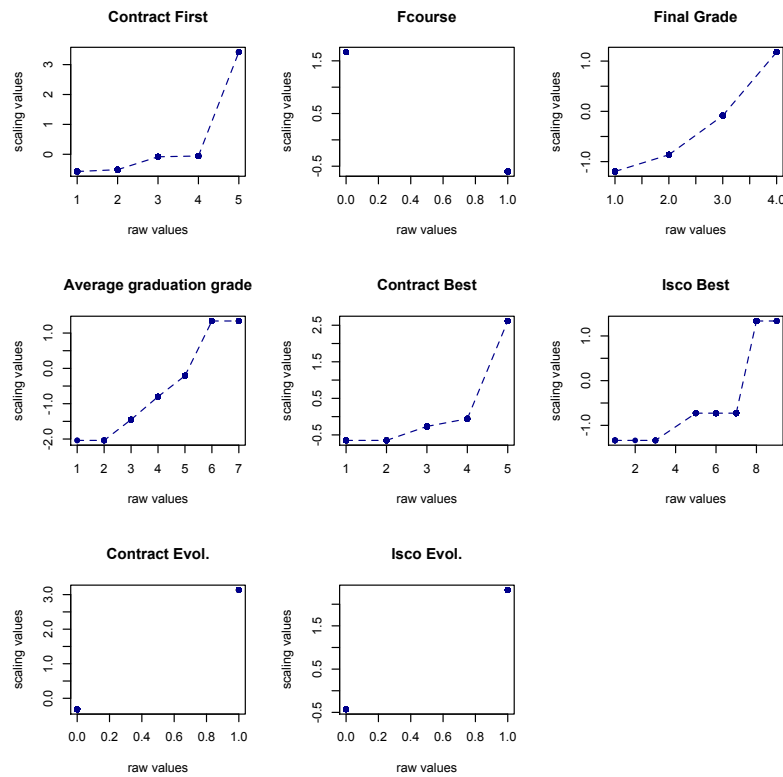 Contract First
Fcourse
Final Grade
scaling values
0 1 2 3
1 2 3 4 5
raw values
scaling values
-0.5 0.5 1.5
0.0 0.2 0.4 0.6 0.8 1.0
raw values
scaling values
-1.0 0.0 1.0
1.0 2.0 3.0 4.0
raw values
Average graduation grade
Contract Best
Isco Best
scaling values
-2.0 -1.0 0.0 1.0
1 2 3 4 5 6 7
raw values
scaling values
-0.5 0.5 1.5 2.5
1 2 3 4 5
raw values
scaling values
-1.0 0.0 1.0
2 4 6 8
raw values
Contract Evol.
Isco Evol.
scaling values
0.0 1.0 2.0 3.0
0.0 0.2 0.4 0.6 0.8 1.0
raw values
scaling values
-0.5 0.5 1.5
0.0 0.2 0.4 0.6 0.8 1.0
raw values